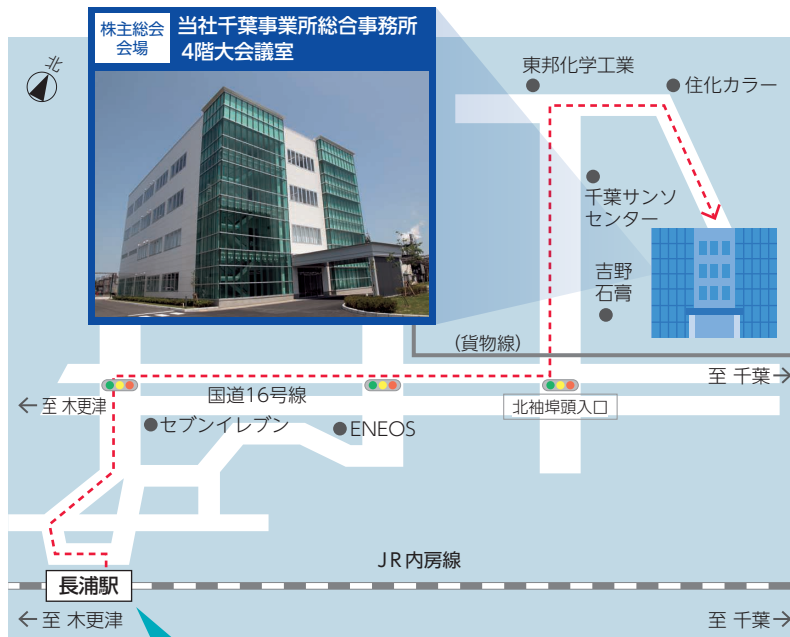 株主総会
会場
当社千葉事業所総合事務所
4階大会議室
北
東邦化学工業
住化カラー
千葉サンソ
センター
吉野
石膏
(貨物線)
至 千葉
国道16号線
至 木更津
北袖埠頭入口
セブンイレブン
ENEOS
JR内房線
長浦駅
至 木更津
至 千葉